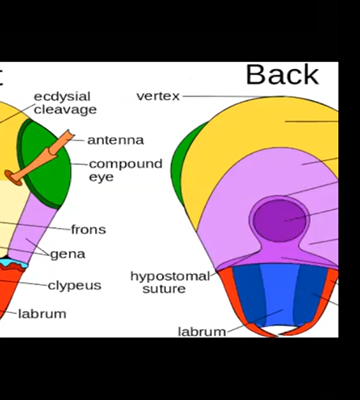 t
Back
ecdysial
cleavage
vertex
antenna
compound
eye
frons
gena
hypostomal
suture
clypeus
labrum
labrum